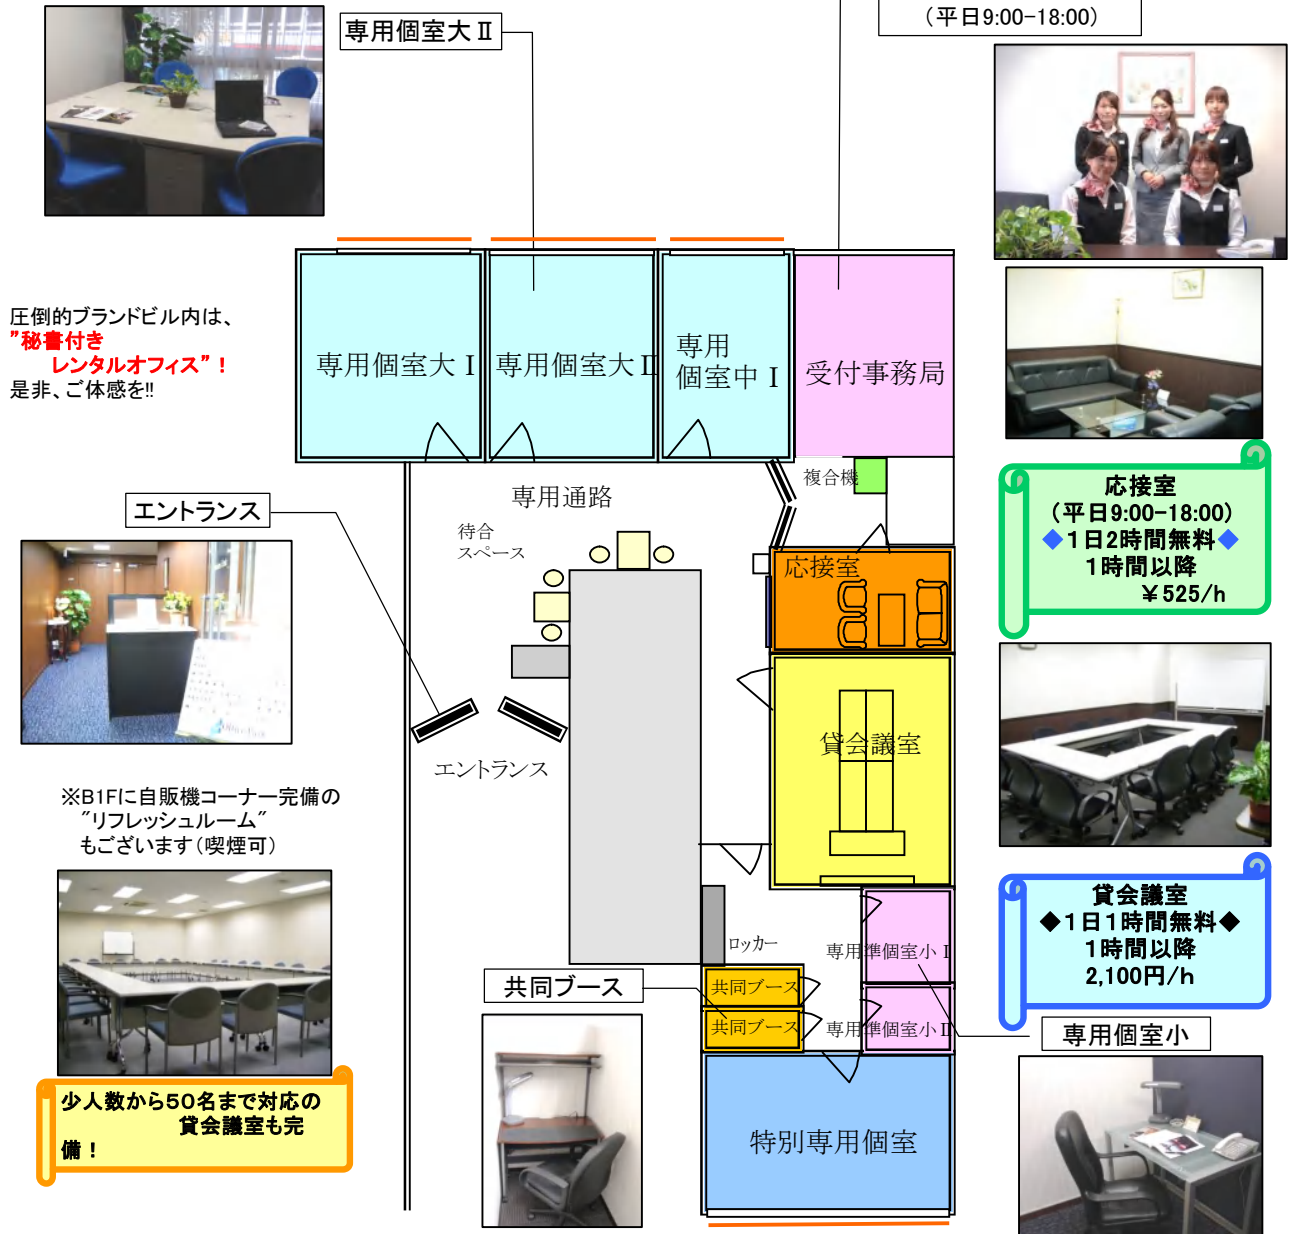 専用個室大Ⅱ
(平日9:00-18:00)
圧倒的ブランドビル内は、
”秘書付き
レンタルオフィス”！
是非、ご体感を!!
専用個室大Ⅰ
専用個室大Ⅱ
専用
個室中Ⅰ
受付事務局
複合機
専用通路
待合
スペース
応接室
エントランス
エントランス
貸会議室
応接室
(平日9:00-18:00)
◆1日2時間無料◆
1時間以降
￥525/h
※B1Fに自販機コーナー完備の
”リフレッシュルーム”
もございます(喫煙可)
貸会議室
◆1日1時間無料◆
1時間以降
2,100円/h
ロッカー
専用準個室小Ⅰ
共同ブース
共同ブース
共同ブース
専用準個室小Ⅱ
専用個室小
少人数から50名まで対応の
貸会議室も完
備！
特別専用個室